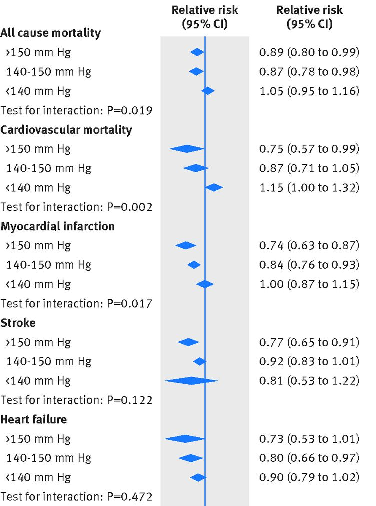 Relative risk (95% CI) Relative risk (95% CI)
All cause mortality
>150 mm Hg 0.89 (0.80 to 0.99)
140-150 mm Hg 0.87 (0.78 to 0.98)
<140 mm Hg 1.05 (0.95 to 1.16)
Test for interaction: P=0.019
Cardiovascular mortality
>150 mm Hg 0.75 (0.57 to 0.99)
140-150 mm Hg 0.87 (0.71 to 1.05)
<140 mm Hg 1.15 (1.00 to 1.32)
Test for interaction: P=0.002
Myocardial infarction
>150 mm Hg 0.74 (0.63 to 0.87)
140-150 mm Hg 0.84 (0.76 to 0.93)
<140 mm Hg 1.00 (0.87 to 1.15)
Test for interaction: P=0.017
Stroke
>150 mm Hg 0.77 (0.65 to 0.91)
140-150 mm Hg 0.92 (0.83 to 1.01)
<140 mm Hg 0.81 (0.53 to 1.22)
Test for interaction: P=0.122
Heart failure
>150 mm Hg 0.73 (0.53 to 1.01)
140-150 mm Hg 0.80 (0.66 to 0.97)
<140 mm Hg 0.90 (0.79 to 1.02)
Test for interaction: P=0.472